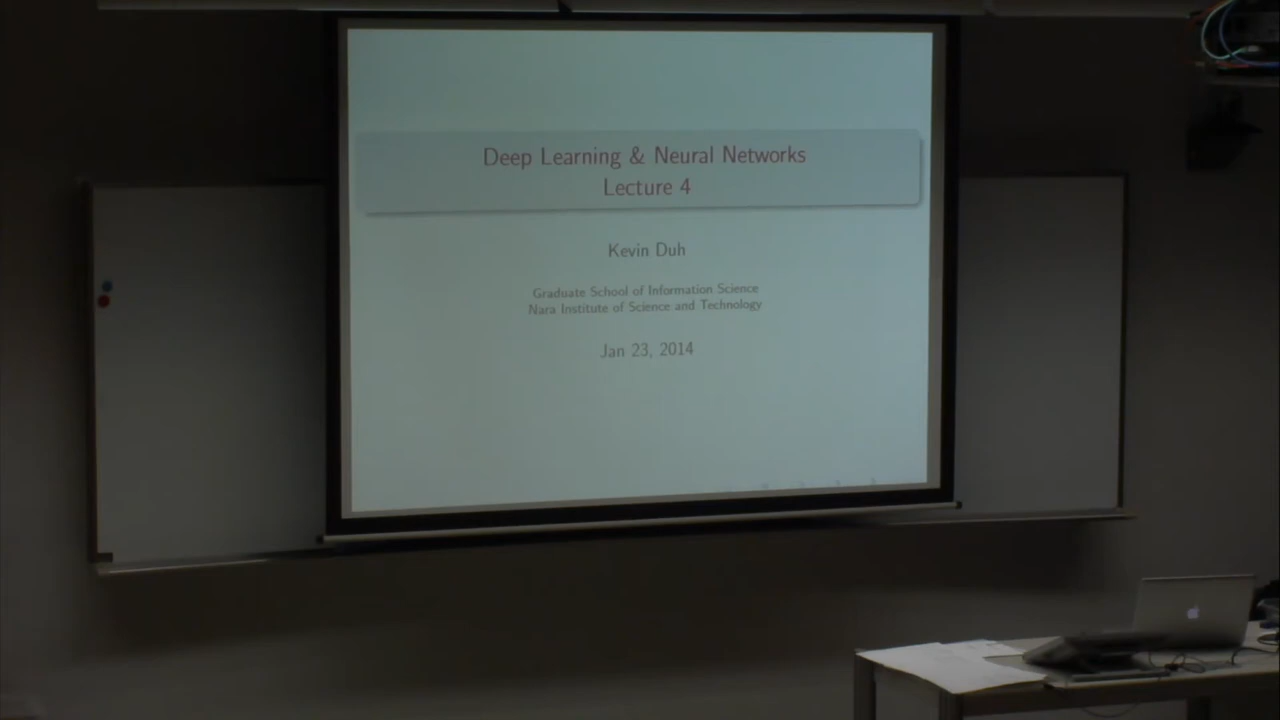 Deep Learning & Neural Networks
Lecture 4
Kevin Duh
Graduate School of Information Science
Nara Institute of Science and Technology
Jan 23, 2014